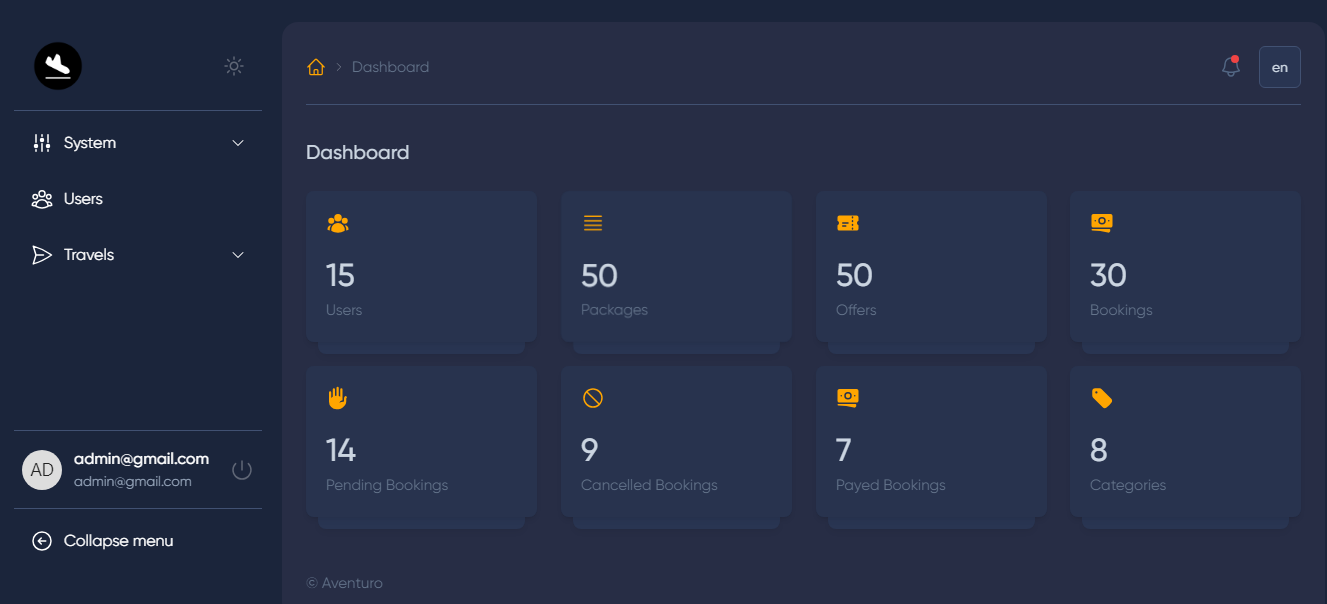 System
Users
Travels
AD
admin@gmail.com
admin@gmail.com
Collapse menu
Dashboard
en
Dashboard
15
Users
50
Packages
50
Offers
30
Bookings
14
Pending Bookings
9
Cancelled Bookings
7
Payed Bookings
8
Categories
© Aventuro